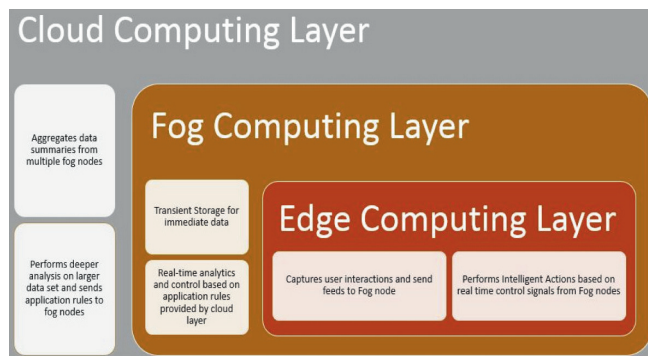 Cloud Computing Layer
Aggregates data
summaries from
multiple fog nodes
Performs deeper
analysis on larger
data set and sends
application rules to
fog nodes
Fog Computing Layer
Transient Storage for
immediate data
Real-time analytics
and control based on
application rules
provided by cloud
layer
Edge Computing Layer
Captures user interactions and send
feeds to Fog node
Performs Intelligent Actions based on
real time control signals from Fog nodes